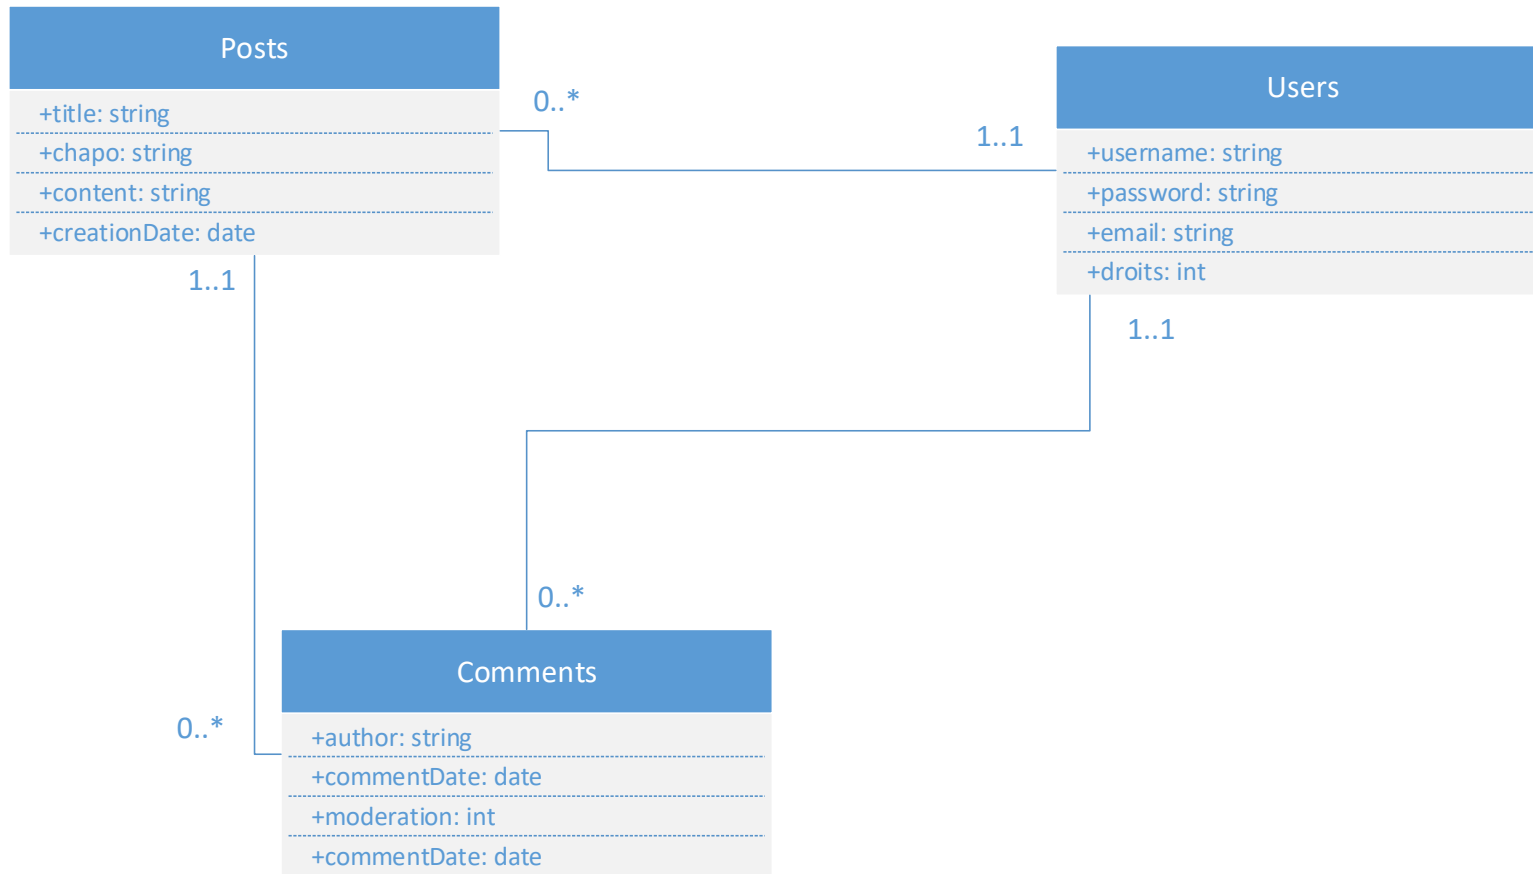 Posts
+title: string
+chapo: string
+content: string
+creationDate: date
0..*
1..1
Users
+username: string
+password: string
+email: string
+droits: int
1..1
1..1
0..*
0..*
Comments
+author: string
+commentDate: date
+moderation: int
+commentDate: date